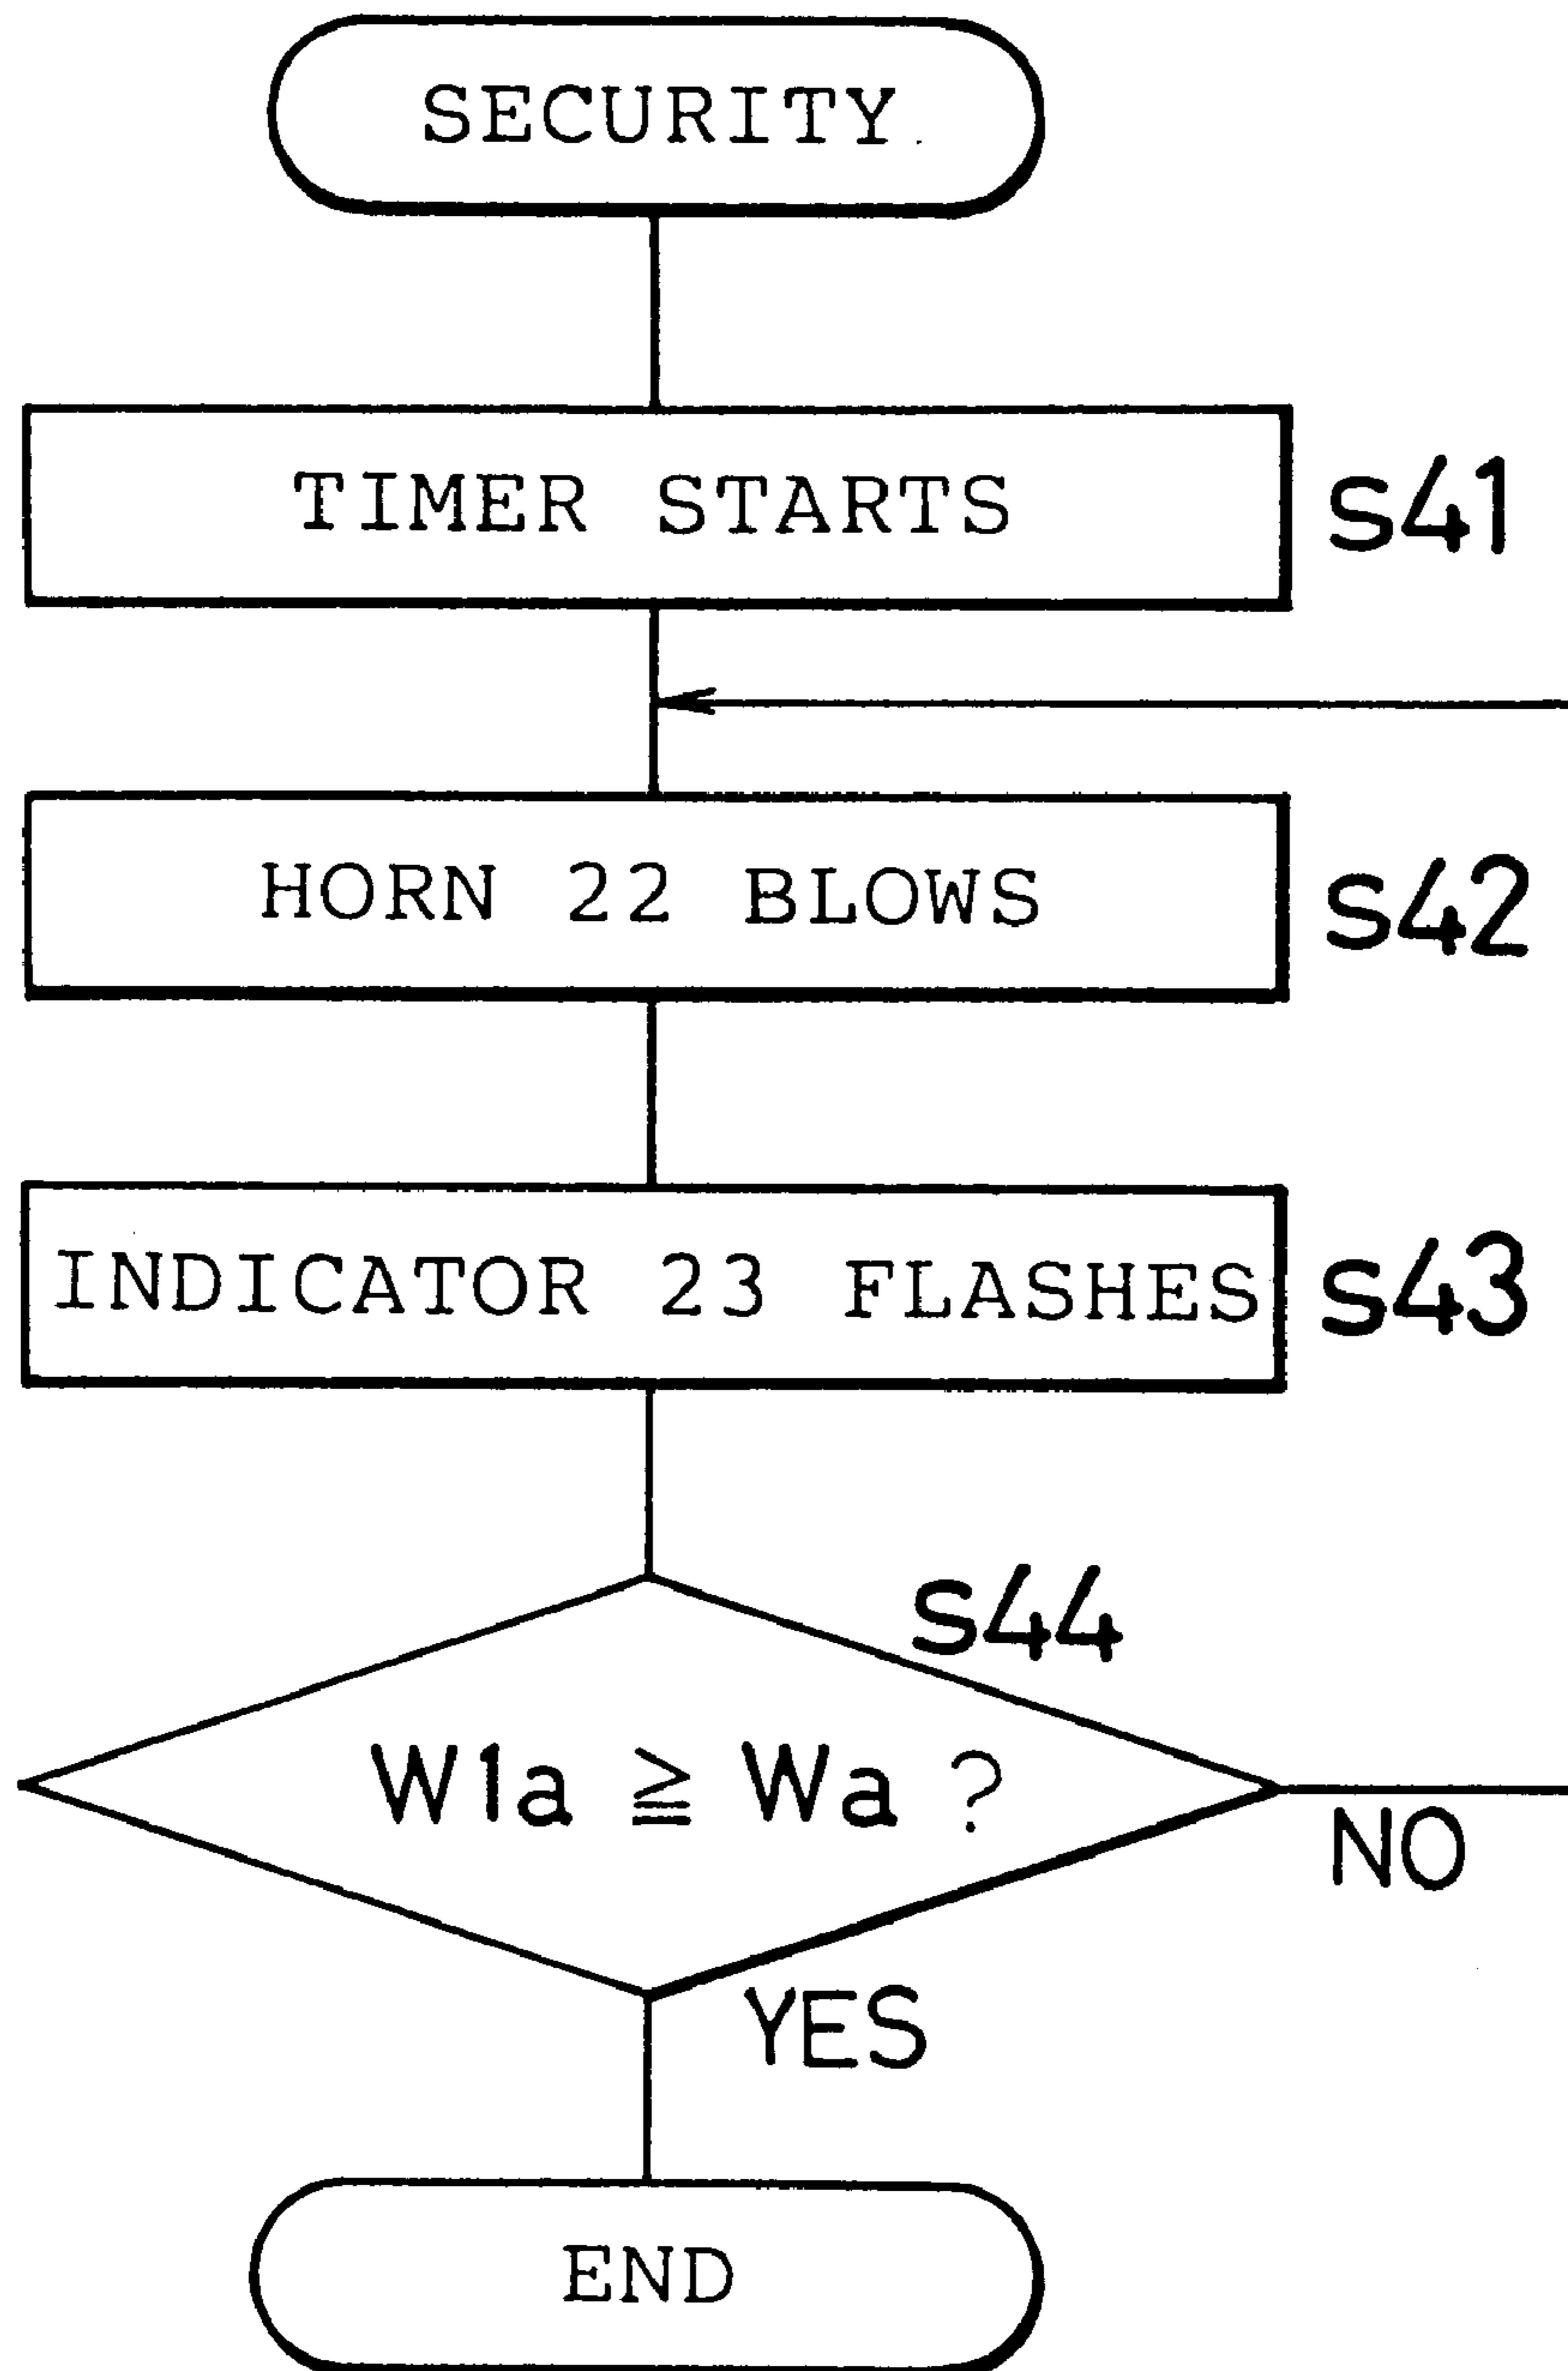 SECURITY
TIMER STARTS
S41
HORN 22 BLOWS
S42
INDICATOR 23 FLASHES
S43
S44
W1a ≧ Wa ?
NO
YES
END